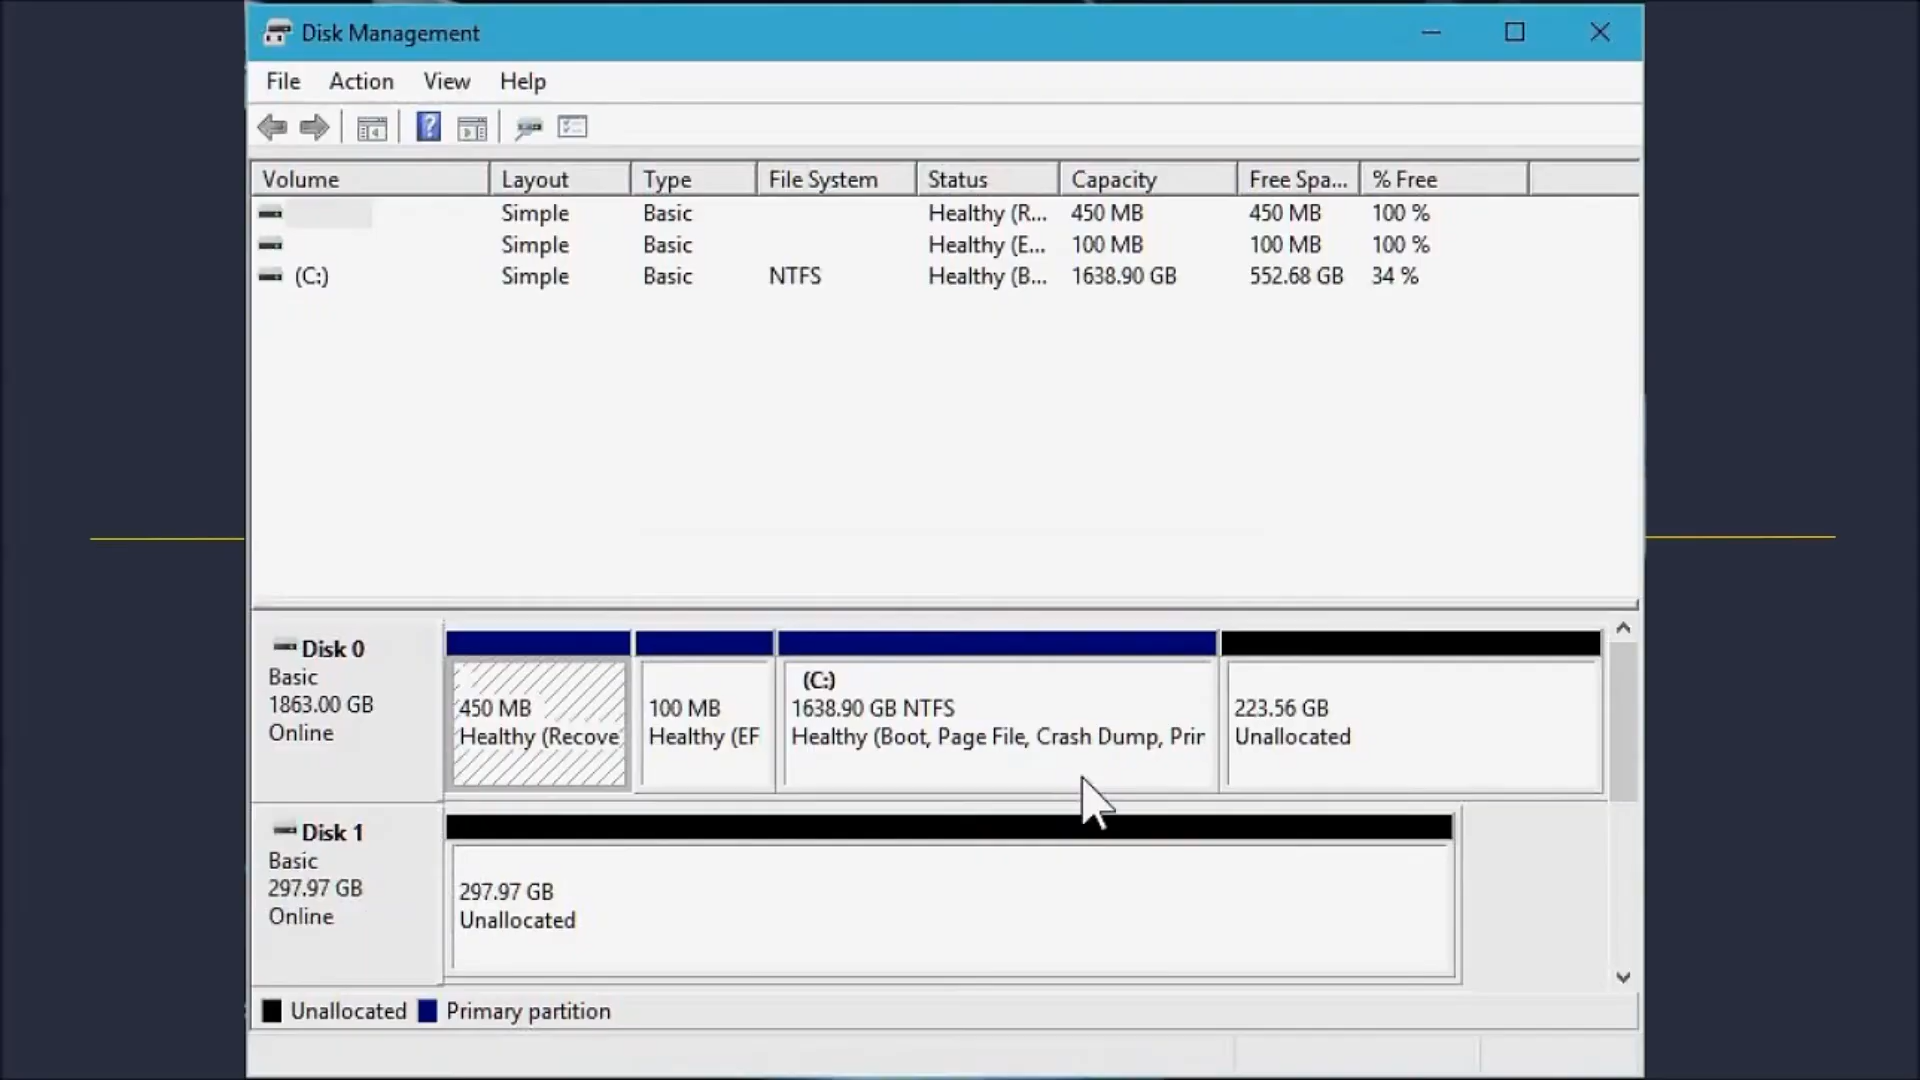 Disk Management
File Action View Help
Volume Layout Type File System Status Capacity Free Spa... % Free
Simple Basic Healthy (R... 450 MB 450 MB 100 %
Simple Basic Healthy (E... 100 MB 100 MB 100 %
(C:) Simple Basic NTFS Healthy (B... 1638.90 GB 552.68 GB 34 %
Disk 0
Basic
1863.00 GB
Online
450 MB
Healthy (Recove
100 MB
Healthy (EF
(C:)
1638.90 GB NTFS
Healthy (Boot, Page File, Crash Dump, Prir
223.56 GB
Unallocated
Disk 1
Basic
297.97 GB
Online
297.97 GB
Unallocated
Unallocated Primary partition